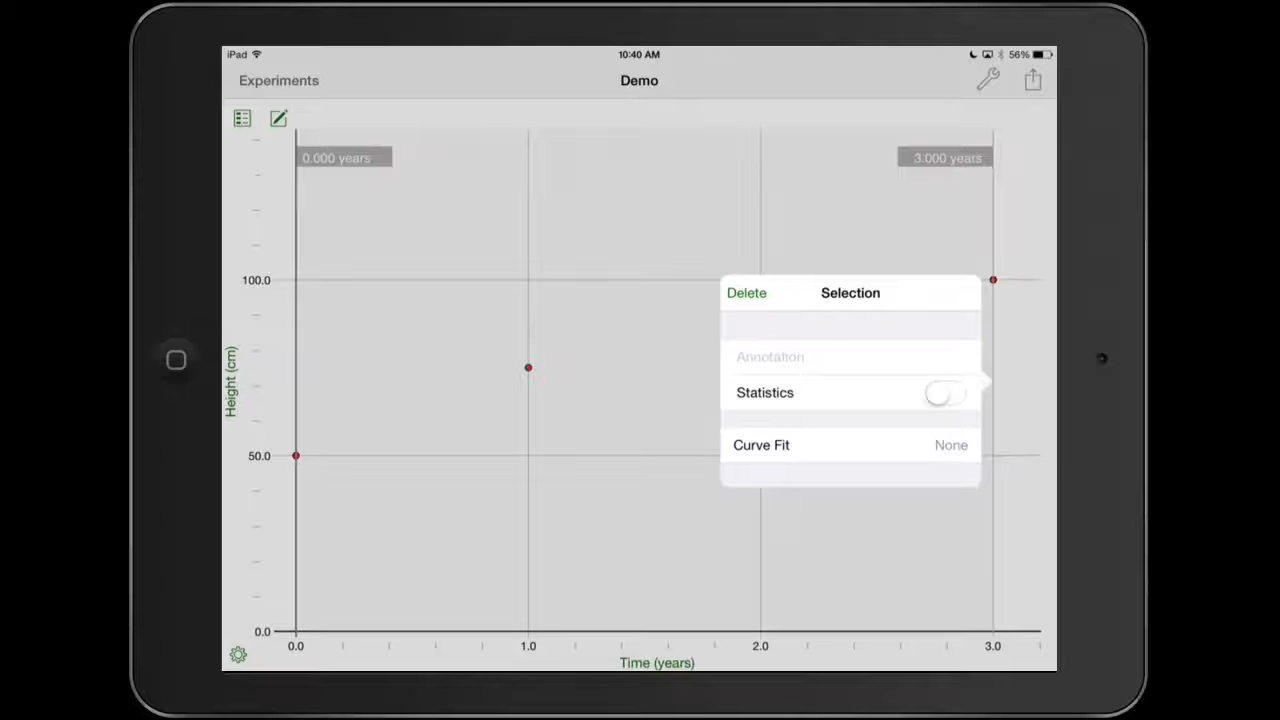 iPad
10:40 AM
56%
Experiments
Demo
0.000 years
3.000 years
100.0
Delete
Selection
Annotation
Statistics
Height (cm)
Curve Fit
None
50.0
0.0
0.0
1.0
2.0
3.0
Time (years)